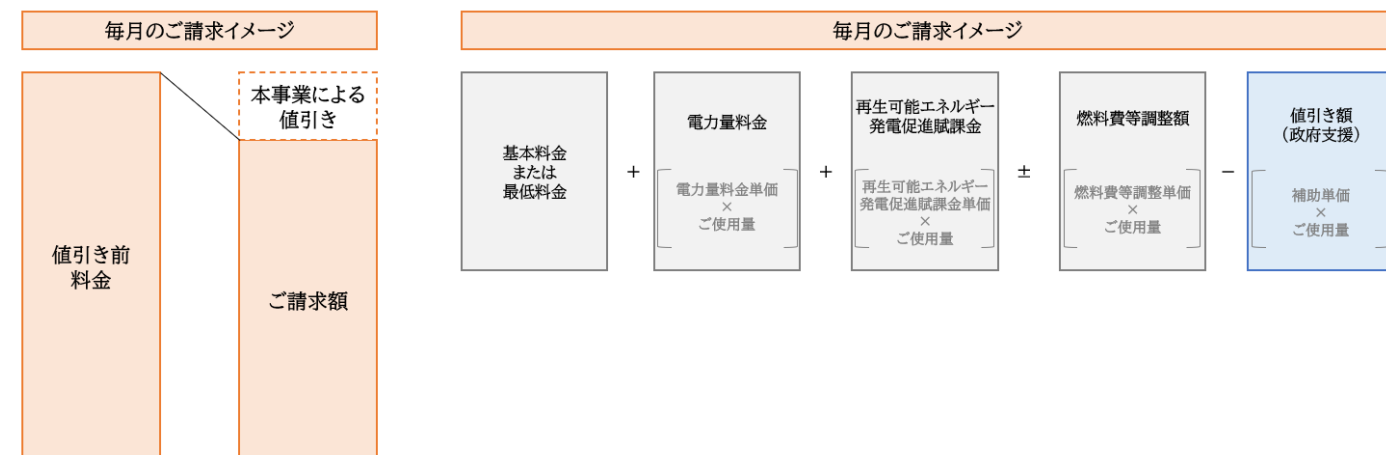 毎月のご請求イメージ
値引き前
料金
本事業による
値引き
ご請求額
毎月のご請求イメージ
基本料金
または
最低料金
+
電力量料金
電力量料金単価
×
ご使用量
+
再生可能エネルギー
発電促進賦課金
再生可能エネルギー
発電促進賦課金単価
×
ご使用量
±
燃料費等調整額
燃料費等調整単価
×
ご使用量
−
値引き額
(政府支援)
補助単価
×
ご使用量